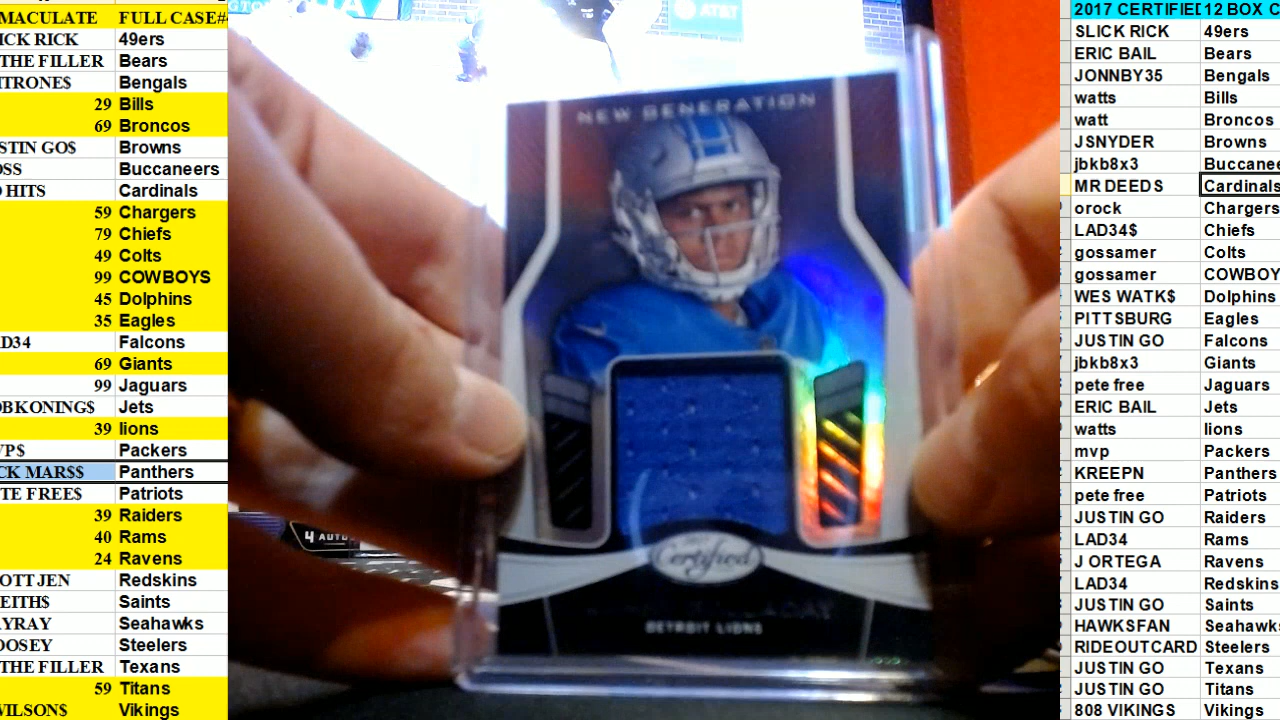 MACULATE FULL CASE#
ICK RICK 49ers
THE FILLER Bears
ITRONE$ Bengals
29 Bills
69 Broncos
STIN GO$ Browns
OSS Buccaneers
HITS Cardinals
59 Chargers
79 Chiefs
49 Colts
99 COWBOYS
45 Dolphins
35 Eagles
D34 Falcons
69 Giants
99 Jaguars
OBKONING$ Jets
39 lions
VP$ Packers
CK MAR$$ Panthers
TE FREE$ Patriots
39 Raiders
40 Rams
24 Ravens
OTT JEN Redskins
EITH$ Saints
AYRAY Seahawks
OOSEY Steelers
THE FILLER Texans
59 Titans
WILSON$ Vikings
AT&T
NEW GENERATION
4 AUTO
Certified
DETROIT LIONS
2017 CERTIFIED 12 BOX C
SLICK RICK 49ers
ERIC BAIL Bears
JONNBY35 Bengals
watts Bills
watt Broncos
JSNYDER Browns
jbkb8x3 Buccanee
MR DEEDS Cardinals
orock Chargers
LAD34$ Chiefs
gossamer Colts
gossamer COWBOY
WES WATK$ Dolphins
PITTSBURG Eagles
JUSTIN GO Falcons
jbkb8x3 Giants
pete free Jaguars
ERIC BAIL Jets
watts lions
mvp Packers
KREEPN Panthers
pete free Patriots
JUSTIN GO Raiders
LAD34 Rams
J ORTEGA Ravens
LAD34 Redskins
JUSTIN GO Saints
HAWKSFAN Seahawks
RIDEOUTCARD Steelers
JUSTIN GO Texans
JUSTIN GO Titans
808 VIKINGS Vikings